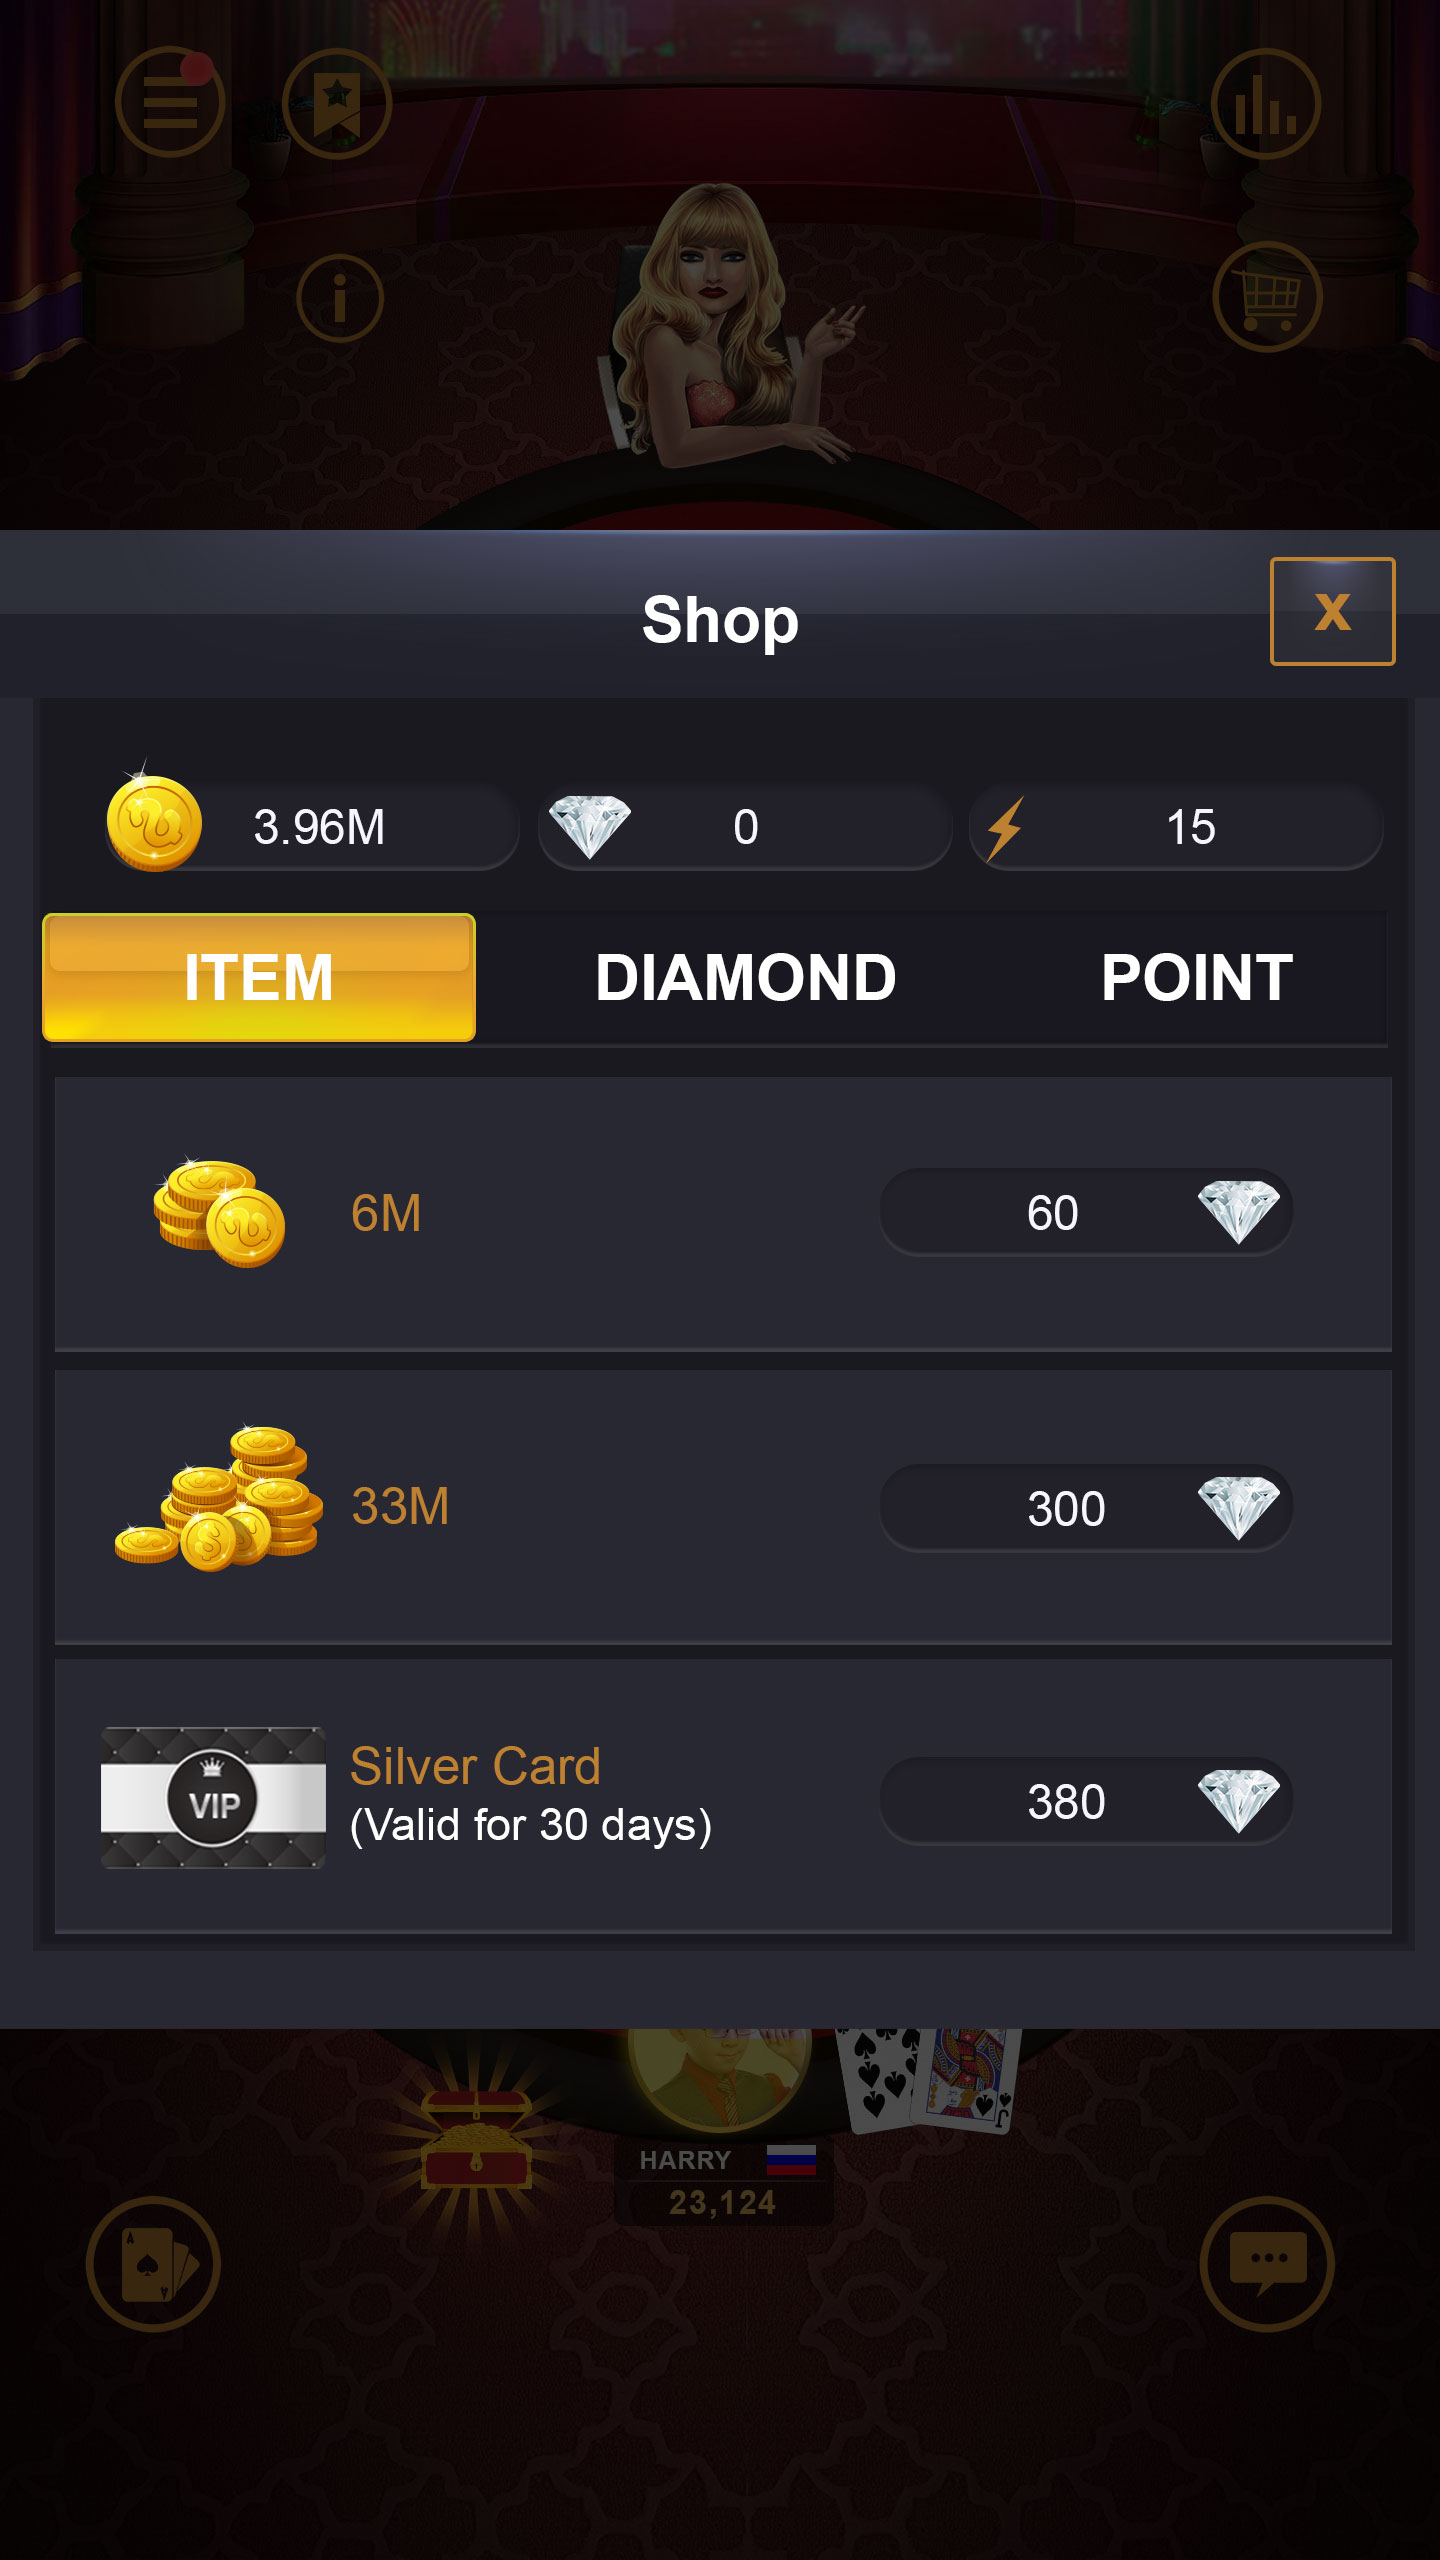 Shop
X
3.96M
0
15
ITEM
DIAMOND
POINT
6M
60
33M
300
VIP
Silver Card
(Valid for 30 days)
380
J
HARRY
23,124
A
A